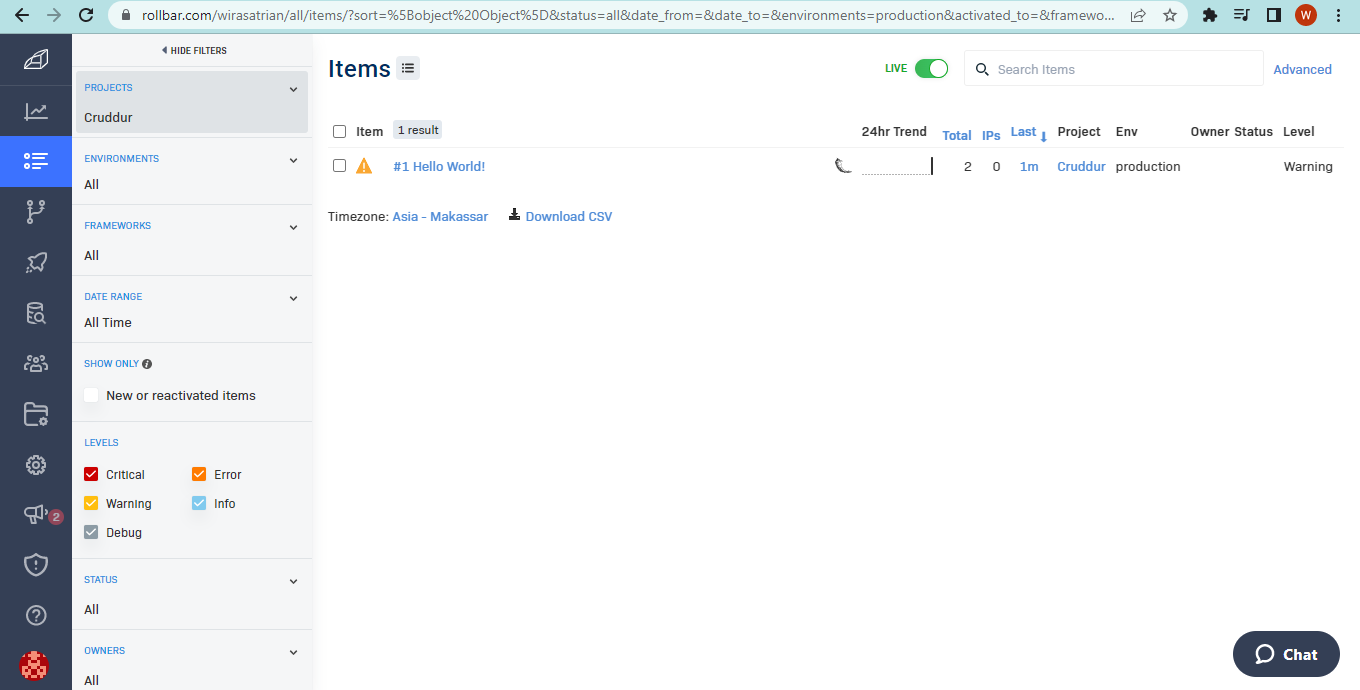 rollbar.com/wirasatrian/all/items/?sort=%5Bobject%20Object%5D&status=all&date_from=&date_to=&environments=production&activated_to=&framewo...
W
HIDE FILTERS
PROJECTS
Cruddur
ENVIRONMENTS
All
FRAMEWORKS
All
DATE RANGE
All Time
SHOW ONLY
New or reactivated items
LEVELS
Critical Error
Warning Info
Debug
2
STATUS
All
OWNERS
All
Items
LIVE
Search Items
Advanced
Item 1 result 24hr Trend Total IPs Last Project Env Owner Status Level
#1 Hello World! 2 0 1m Cruddur production Warning
Timezone: Asia - Makassar Download CSV
Chat